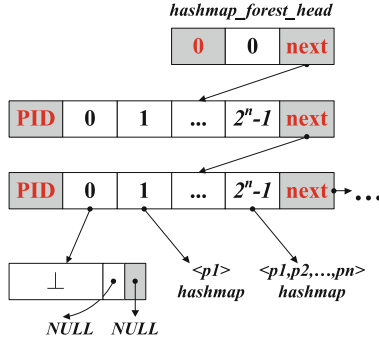 hashmap_forest_head
0 0 next
PID 0 1 ... 2ⁿ-1 next
PID 0 1 ... 2ⁿ-1 next ...
⊥ <p1> <p1,p2,...,pn>
hashmap hashmap
NULL NULL